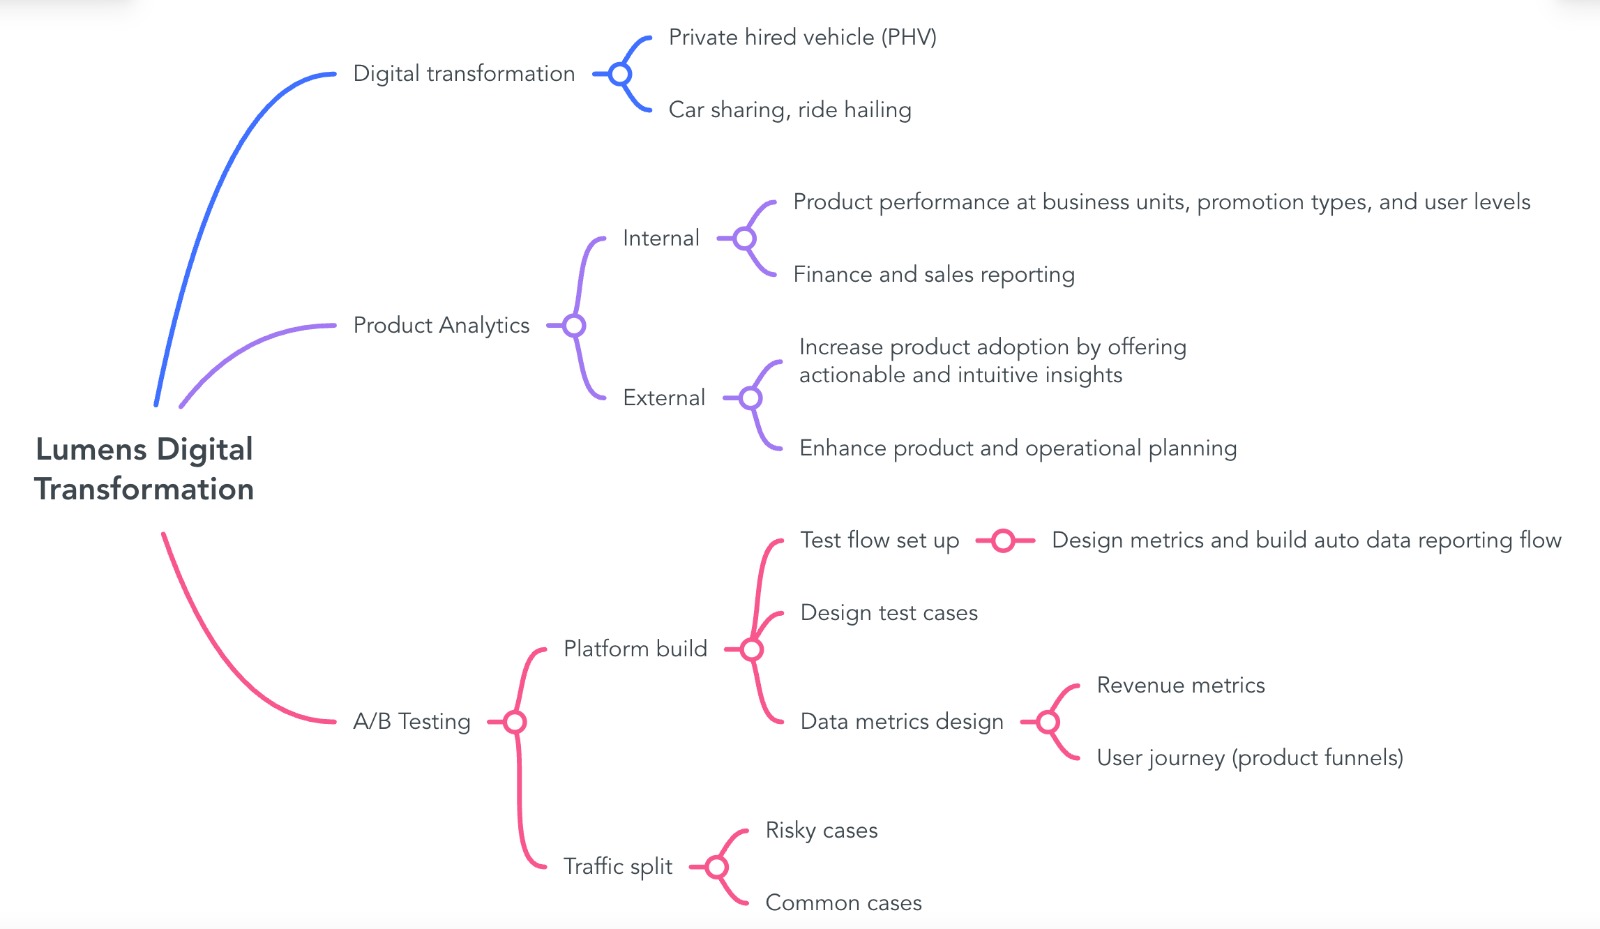 Private hired vehicle (PHV)
Digital transformation
Car sharing, ride hailing
Product performance at business units, promotion types, and user levels
Internal
Finance and sales reporting
Product Analytics
Increase product adoption by offering
actionable and intuitive insights
External
Enhance product and operational planning
Lumens Digital
Transformation
Test flow set up
Design metrics and build auto data reporting flow
Design test cases
Platform build
Revenue metrics
Data metrics design
User journey (product funnels)
A/B Testing
Risky cases
Traffic split
Common cases